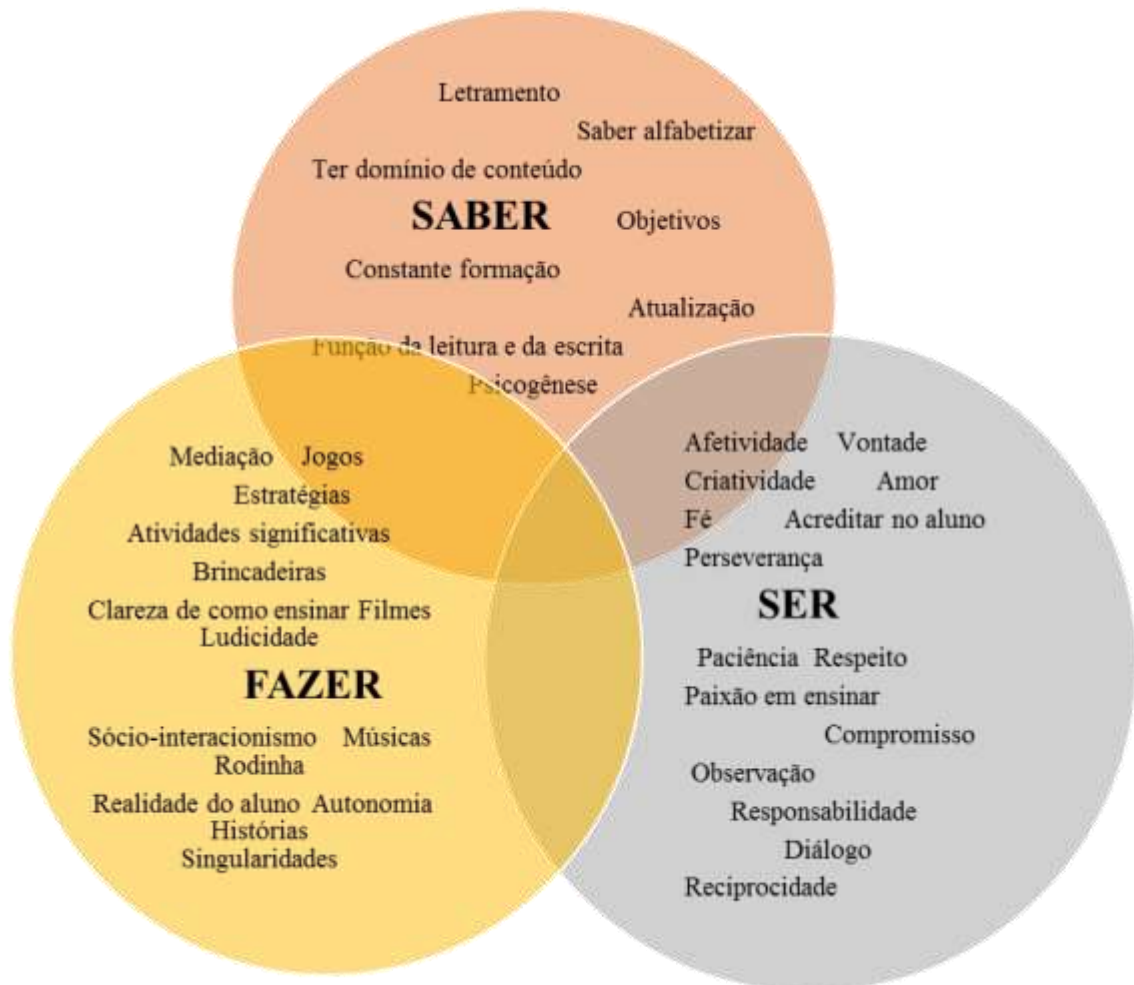 Letramento
Saber alfabetizar
Ter domínio de conteúdo
SABER Objetivos
Constante formação
Atualização
Função da leitura e da escrita
Psicogênese
Mediação Jogos
Estratégias
Atividades significativas
Brincadeiras
Clareza de como ensinar Filmes
Ludicidade
FAZER
Sócio-interacionismo Músicas
Rodinha
Realidade do aluno Autonomia
Histórias
Singularidades
Afetividade Vontade
Criatividade Amor
Fé Acreditar no aluno
Perseverança
SER
Paciência Respeito
Paixão em ensinar
Compromisso
Observação
Responsabilidade
Diálogo
Reciprocidade